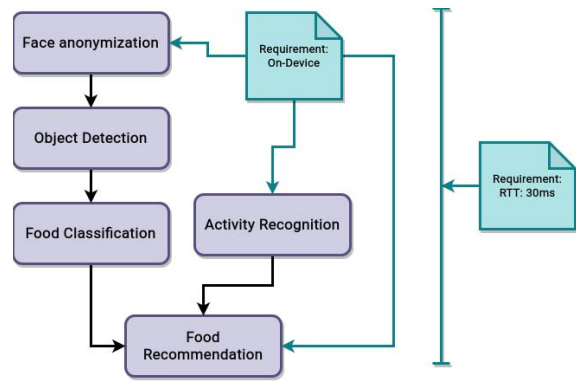 Face anonymization
Requirement:
On-Device
Object Detection
Requirement:
RTT: 30ms
Food Classification
Activity Recognition
Food
Recommendation